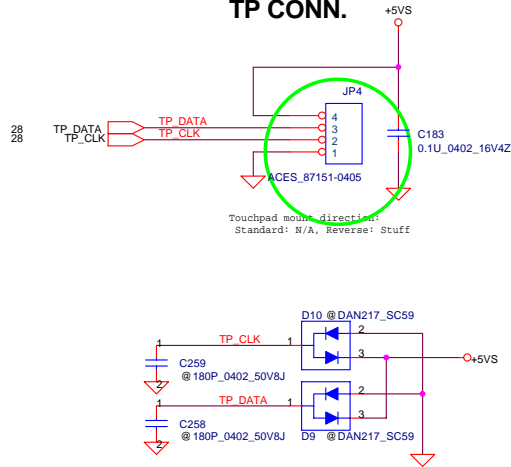 TP CONN.
+5VS
JP4
4
3
2
1
28 TP_DATA TP_DATA
28 TP_CLK TP_CLK
C183
0.1U_0402_16V4Z
ACES_87151-0405
Touchpad mount direction:
Standard: N/A, Reverse: Stuff
D10 @DAN217_SC59
1 TP_CLK 1 2
3
+5VS
C259
@180P_0402_50V8J
2
1 TP_DATA 1 2
3
C258
@180P_0402_50V8J
2
D9 @DAN217_SC59